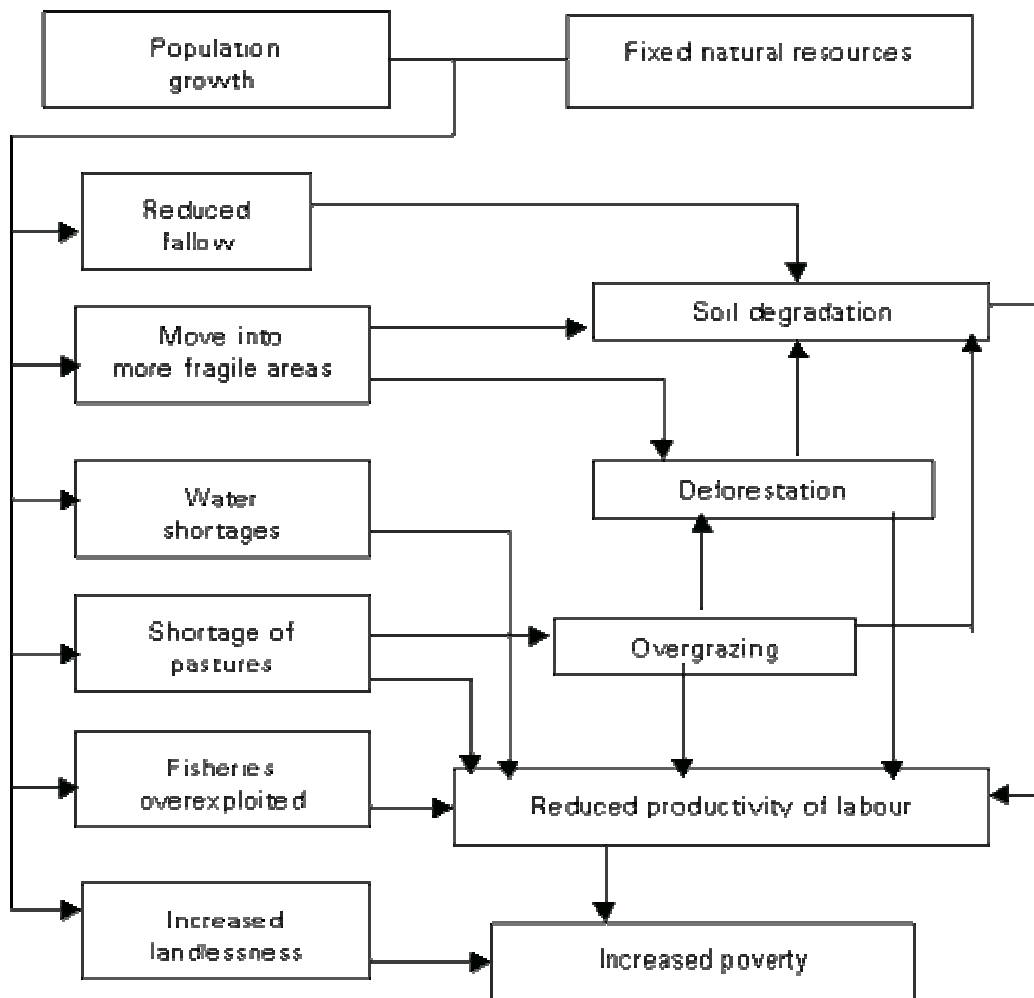 Population
growth
Fixed natural resources
Reduced
fallow
Soil degradation
Move into
more fragile areas
Deforestation
Water
shortages
Shortage of
pastures
Overgrazing
Fisheries
overexploited
Reduced productivity of labour
Increased
landlessness
Increased poverty